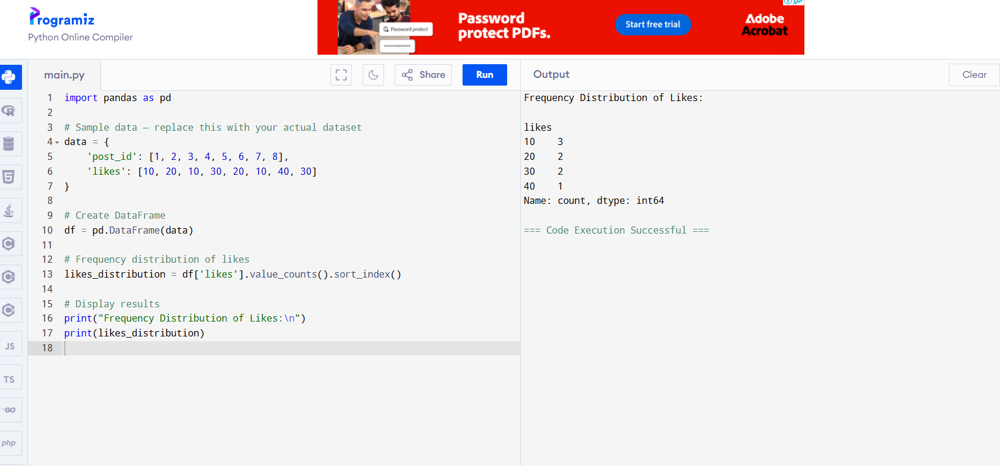 Programiz
Python Online Compiler
Password protect
Password
protect PDFs.
Start free trial
Adobe
Acrobat
main.py
Share
Run
Output
Clear
1 import pandas as pd
2
3 # Sample data – replace this with your actual dataset
4 data = {
5     'post_id': [1, 2, 3, 4, 5, 6, 7, 8],
6     'likes': [10, 20, 10, 30, 20, 10, 40, 30]
7 }
8
9 # Create DataFrame
10 df = pd.DataFrame(data)
11
12 # Frequency distribution of likes
13 likes_distribution = df['likes'].value_counts().sort_index()
14
15 # Display results
16 print("Frequency Distribution of Likes:\n")
17 print(likes_distribution)
18
Frequency Distribution of Likes:
likes
10    3
20    2
30    2
40    1
Name: count, dtype: int64
=== Code Execution Successful ===
R
5
C
C
C
JS
TS
GO
php